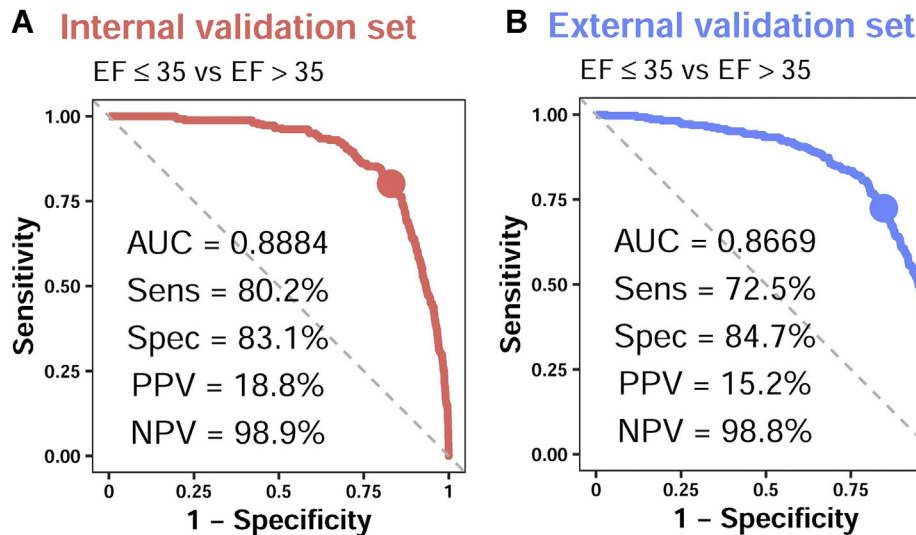 A Internal validation set
EF ≤ 35 vs EF > 35
1.00
0.75
0.50
0.25
0.00
Sensitivity
AUC = 0.8884
Sens = 80.2%
Spec = 83.1%
PPV = 18.8%
NPV = 98.9%
0 0.25 0.5 0.75 1
1 – Specificity
B External validation set
EF ≤ 35 vs EF > 35
1.00
0.75
0.50
0.25
0.00
Sensitivity
AUC = 0.8669
Sens = 72.5%
Spec = 84.7%
PPV = 15.2%
NPV = 98.8%
0 0.25 0.5 0.75
1 – Specificity